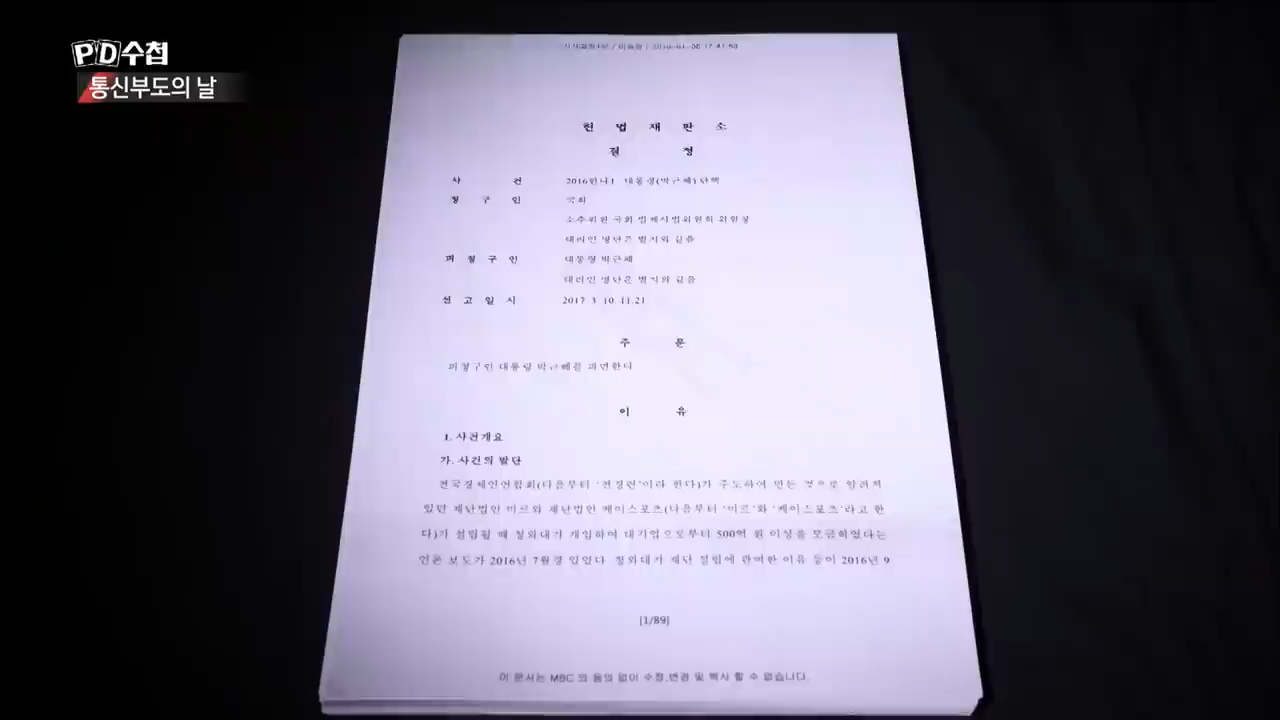 PD수첩
통신부도의 날
헌 법 재 판 소
결 정
사 건 2016헌나1 대통령(박근혜) 탄핵
청 구 인 국회
소추위원 국회 법제사법위원회 위원장
대리인 명단은 별지와 같음
피 청 구 인 대통령 박근혜
대리인 명단은 별지와 같음
선 고 일 시 2017. 3. 10. 11:21
주 문
피청구인 대통령 박근혜를 파면한다.
이 유
1. 사건개요
가. 사건의 발단
전국경제인연합회(다음부터 '전경련'이라 한다)가 주도하여 만든 것으로 알려져
있던 재단법인 미르와 재단법인 케이스포츠(다음부터 '미르'와 '케이스포츠'라고 한
다)가 설립될 때 청와대가 개입하여 대기업으로부터 500억 원 이상을 모금하였다는
언론 보도가 2016년 7월경 있었다. 청와대가 재단 설립에 관여한 이유 등이 2016년 9
[1/89]
이 문서는 MBC 의 동의 없이 수정,변경 및 복사 할 수 없습니다.